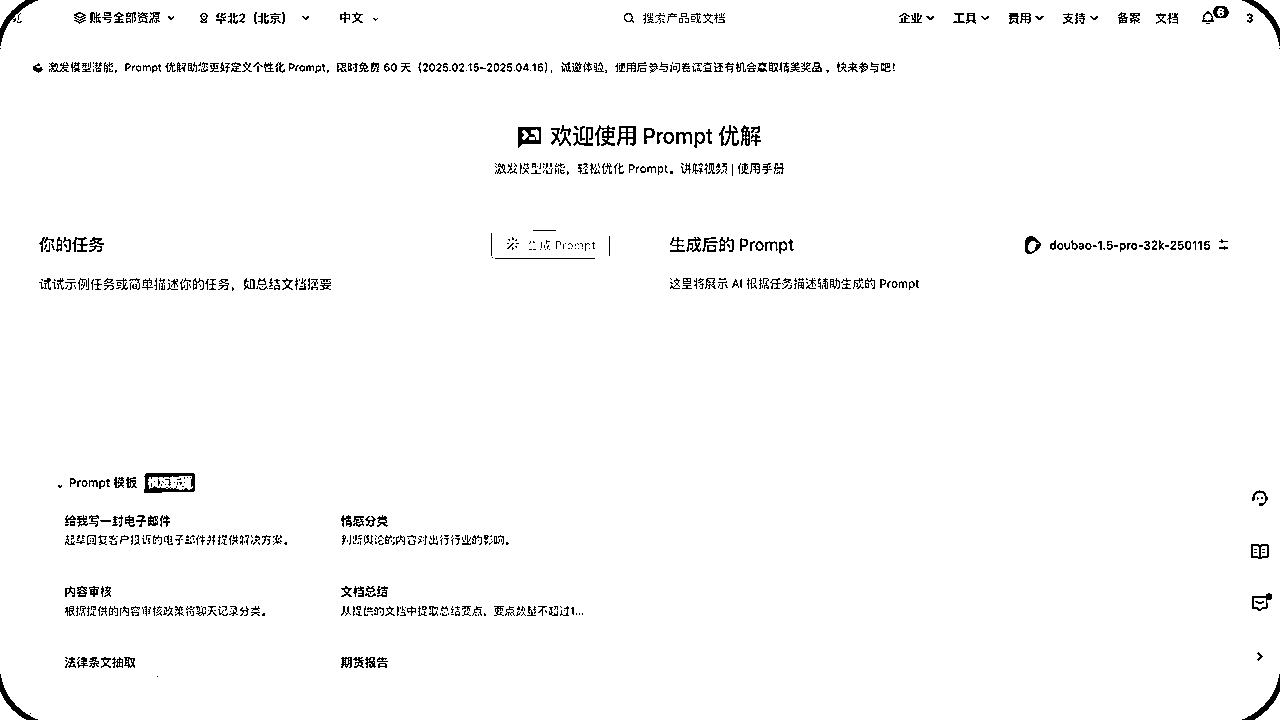 账号全部资源 华北2（北京） 中文 搜索产品或文档 企业 工具 费用 支持 备案 文档 6 3
激发模型潜能，Prompt 优解助您更好定义个性化 Prompt，限时免费 60 天（2025.02.15~2025.04.16），诚邀体验，使用后参与问卷调查还有机会赢取精美奖品，快来参与吧！
欢迎使用 Prompt 优解
激发模型潜能，轻松优化 Prompt。讲解视频 | 使用手册
你的任务 生成 Prompt
生成后的 Prompt doubao-1.5-pro-32k-250115
试试示例任务或简单描述你的任务，如总结文档摘要
这里将展示 AI 根据任务描述辅助生成的 Prompt
Prompt 模板
给我写一封电子邮件 情感分类
起草回复客户投诉的电子邮件并提供解决方案。 判断舆论的内容对出行行业的影响。
内容审核 文档总结
根据提供的内容审核政策将聊天记录分类。 从提供的文档中提取总结要点，要点数量不超过1...
法律条文抽取 期货报告